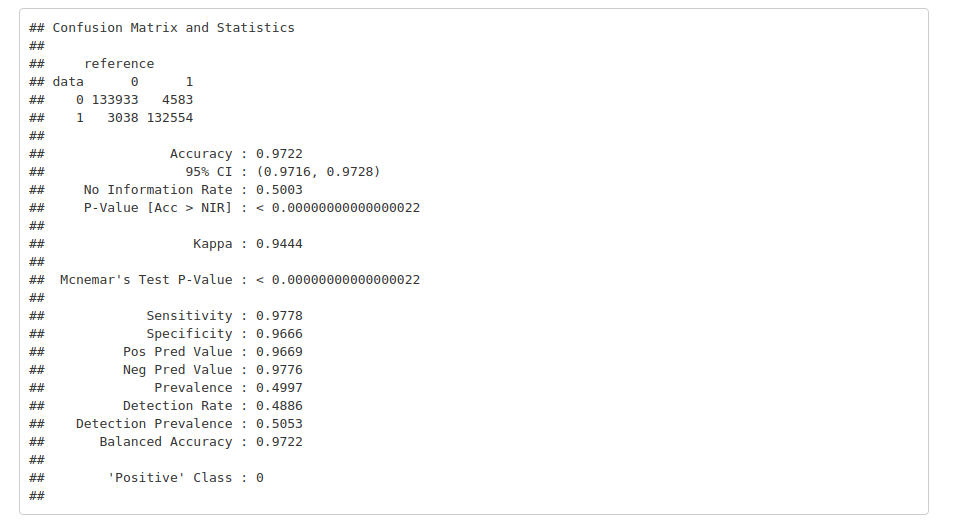 ## Confusion Matrix and Statistics
##
##     reference
## data      0      1
##    0 133933   4583
##    1   3038 132554
##
##                Accuracy : 0.9722
##                  95% CI : (0.9716, 0.9728)
##     No Information Rate : 0.5003
##     P-Value [Acc > NIR] : < 0.00000000000000022
##
##                   Kappa : 0.9444
##
##  Mcnemar's Test P-Value : < 0.00000000000000022
##
##             Sensitivity : 0.9778
##             Specificity : 0.9666
##          Pos Pred Value : 0.9669
##          Neg Pred Value : 0.9776
##              Prevalence : 0.4997
##          Detection Rate : 0.4886
##    Detection Prevalence : 0.5053
##       Balanced Accuracy : 0.9722
##
##        'Positive' Class : 0
##